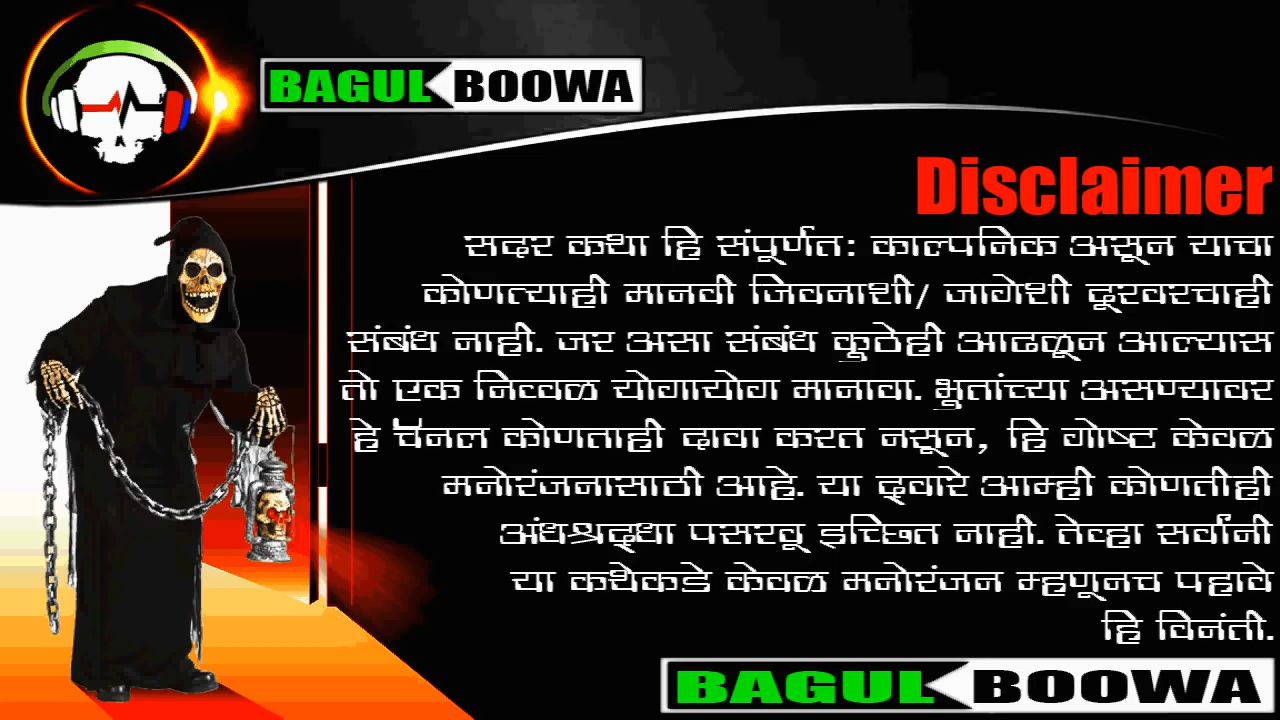 BAGUL BOOWA
Disclaimer
सदर कथा हि संपूर्णत: काल्पनिक असून याचा
कोणत्याही मानवी जिवनाशी/ जागेशी दूरवरचाही
संबंध नाही. जर असा संबंध कुठेही आढळून आल्यास
तो एक निव्वळ योगायोग मानावा. भुतांच्या असण्यावर
हे चॅनल कोणताही दावा करत नसून, हि गोष्ट केवळ
मनोरंजनासाठी आहे. या द्वारे आम्ही कोणतीही
अंधश्रद्धा पसरवू इच्छित नाही. तेव्हा सर्वांनी
या कथेकडे केवळ मनोरंजन म्हणूनच पहावे
हि विनंती.
BAGUL BOOWA